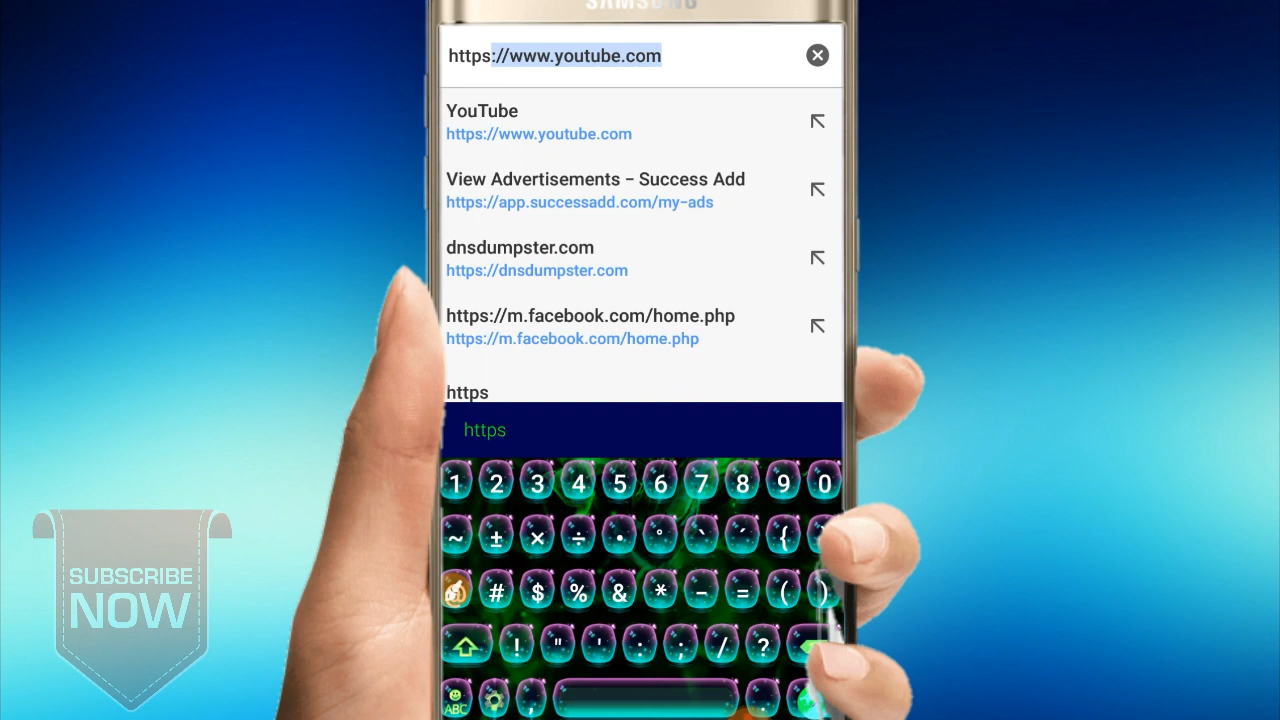 SAMSUNG
https://www.youtube.com
YouTube
https://www.youtube.com
View Advertisements - Success Add
https://app.successadd.com/my-ads
dnsdumpster.com
https://dnsdumpster.com
https://m.facebook.com/home.php
https://m.facebook.com/home.php
https
https
1 2 3 4 5 6 7 8 9 0
~ ± × ÷ • ° ` ´ {
# $ % & * - = ( )
! " ' : ; / ?
ABC , .
SUBSCRIBE
NOW